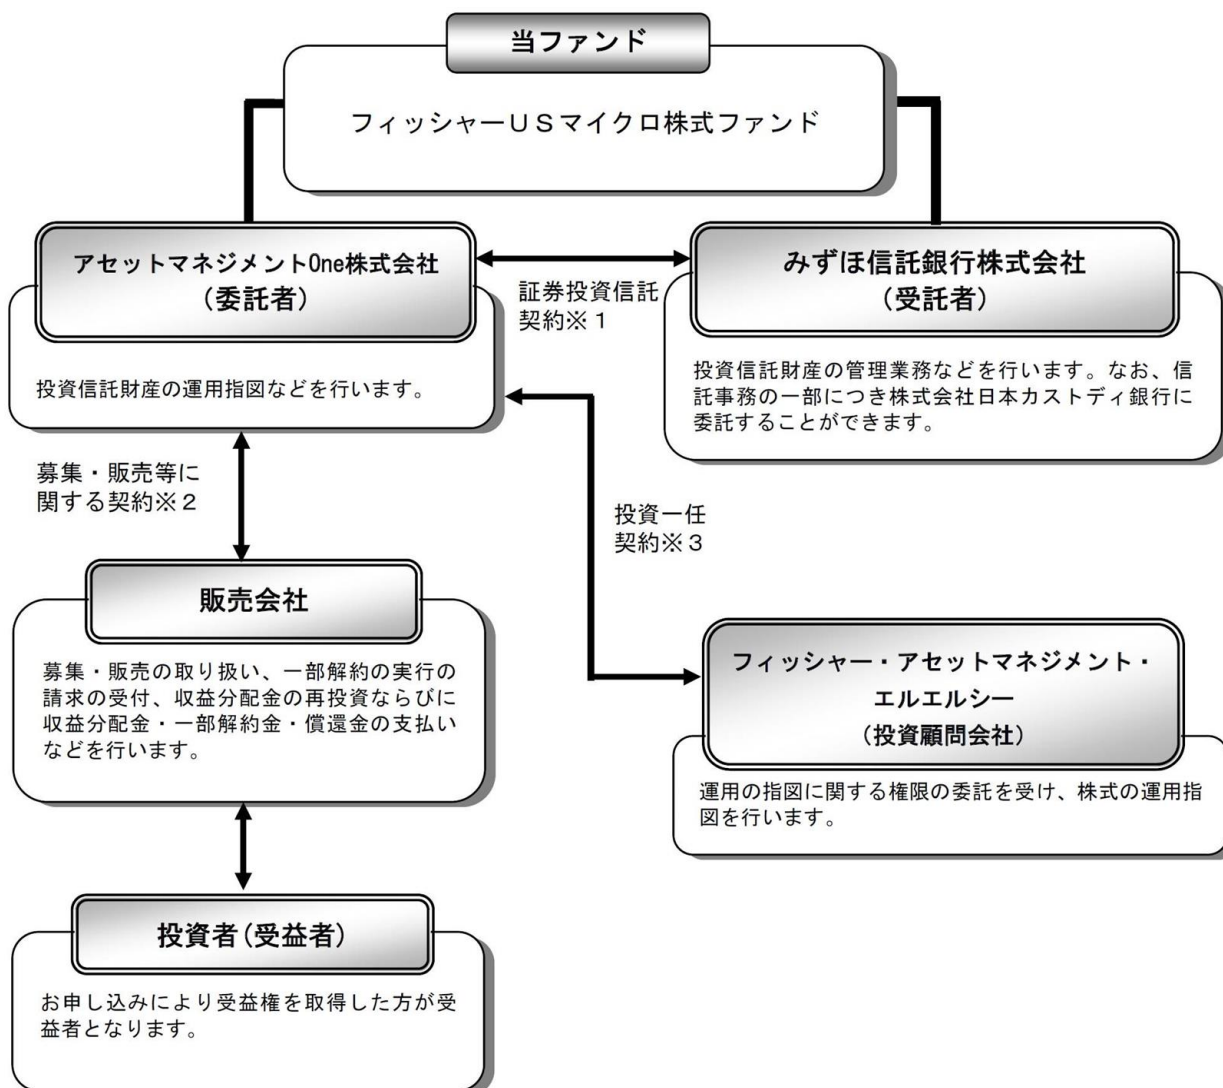 当ファンド
フィッシャーＵＳマイクロ株式ファンド
アセットマネジメントOne株式会社
（委託者）
投資信託財産の運用指図などを行います。
証券投資信託
契約※１
みずほ信託銀行株式会社
（受託者）
投資信託財産の管理業務などを行います。なお、信
託事務の一部につき株式会社日本カストディ銀行に
委託することができます。
募集・販売等に
関する契約※２
投資一任
契約※３
販売会社
募集・販売の取り扱い、一部解約の実行の
請求の受付、収益分配金の再投資ならびに
収益分配金・一部解約金・償還金の支払い
などを行います。
フィッシャー・アセットマネジメント・
エルエルシー
（投資顧問会社）
運用の指図に関する権限の委託を受け、株式の運用指
図を行います。
投資者（受益者）
お申し込みにより受益権を取得した方が受
益者となります。